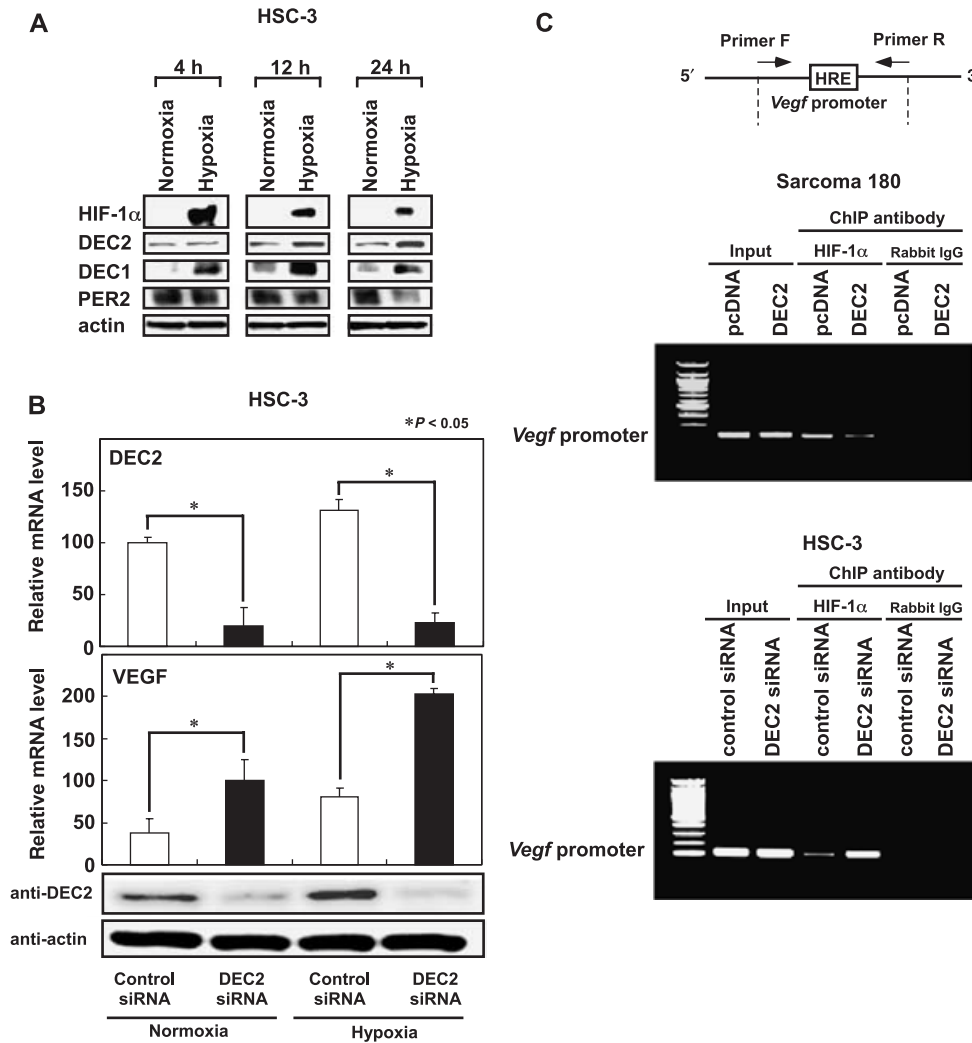 A
HSC-3
4 h
12 h
24 h
Normoxia
Hypoxia
Normoxia
Hypoxia
Normoxia
Hypoxia
HIF-1α
DEC2
DEC1
PER2
actin
B
HSC-3
*P < 0.05
DEC2
Relative mRNA level
150
100
50
0
*
*
VEGF
Relative mRNA level
200
150
100
50
0
*
*
anti-DEC2
anti-actin
Control siRNA
DEC2 siRNA
Control siRNA
DEC2 siRNA
Normoxia
Hypoxia
C
Primer F
Primer R
5′
HRE
3
Vegf promoter
Sarcoma 180
ChIP antibody
Input
HIF-1α
Rabbit IgG
pcDNA
DEC2
pcDNA
DEC2
pcDNA
DEC2
Vegf promoter
HSC-3
ChIP antibody
Input
HIF-1α
Rabbit IgG
control siRNA
DEC2 siRNA
control siRNA
DEC2 siRNA
control siRNA
DEC2 siRNA
Vegf promoter